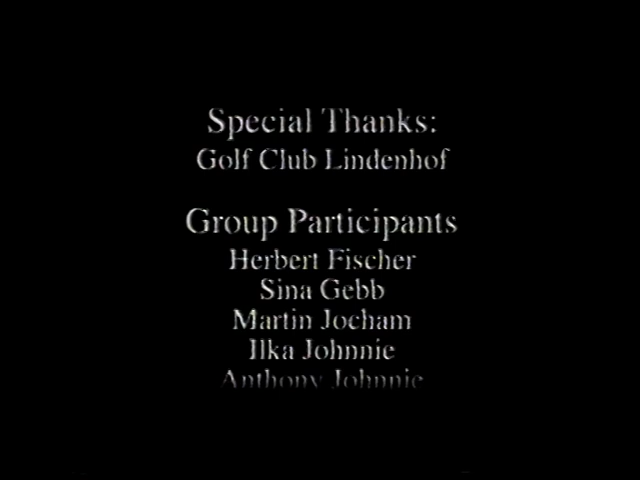 Special Thanks:
Golf Club Lindenhof
Group Participants
Herbert Fischer
Sina Gebb
Martin Jocham
Ilka Johnnie
Anthony Johnnie